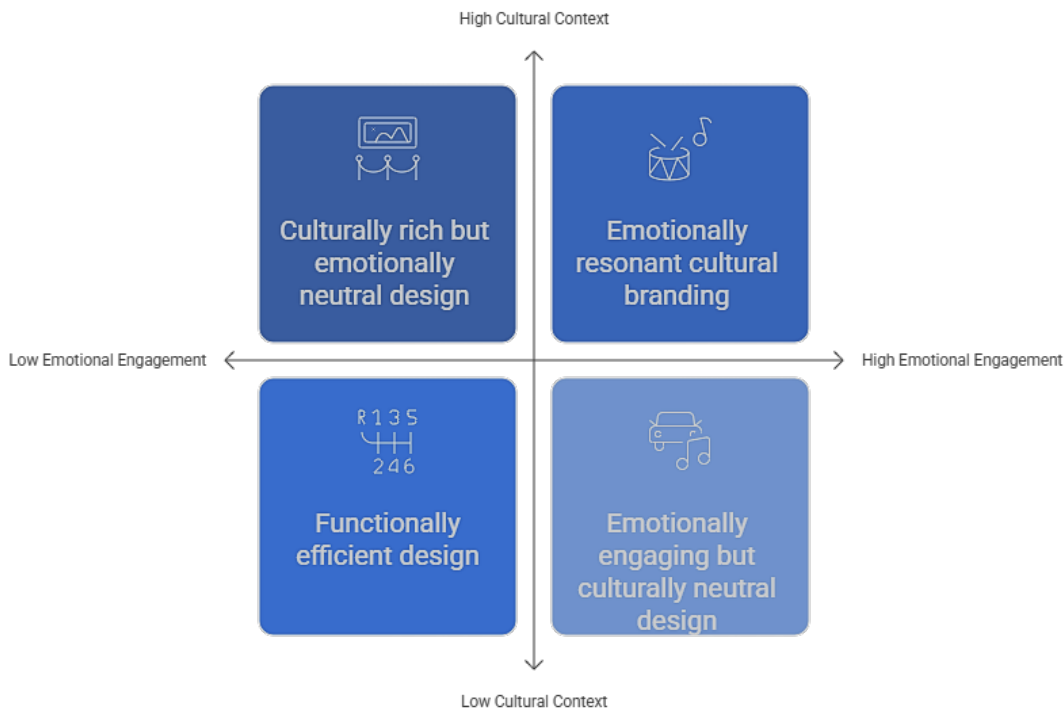 High Cultural Context
Culturally rich but
emotionally
neutral design
Emotionally
resonant cultural
branding
Low Emotional Engagement
High Emotional Engagement
R 1 3 5
2 4 6
Functionally
efficient design
Emotionally
engaging but
culturally neutral
design
Low Cultural Context